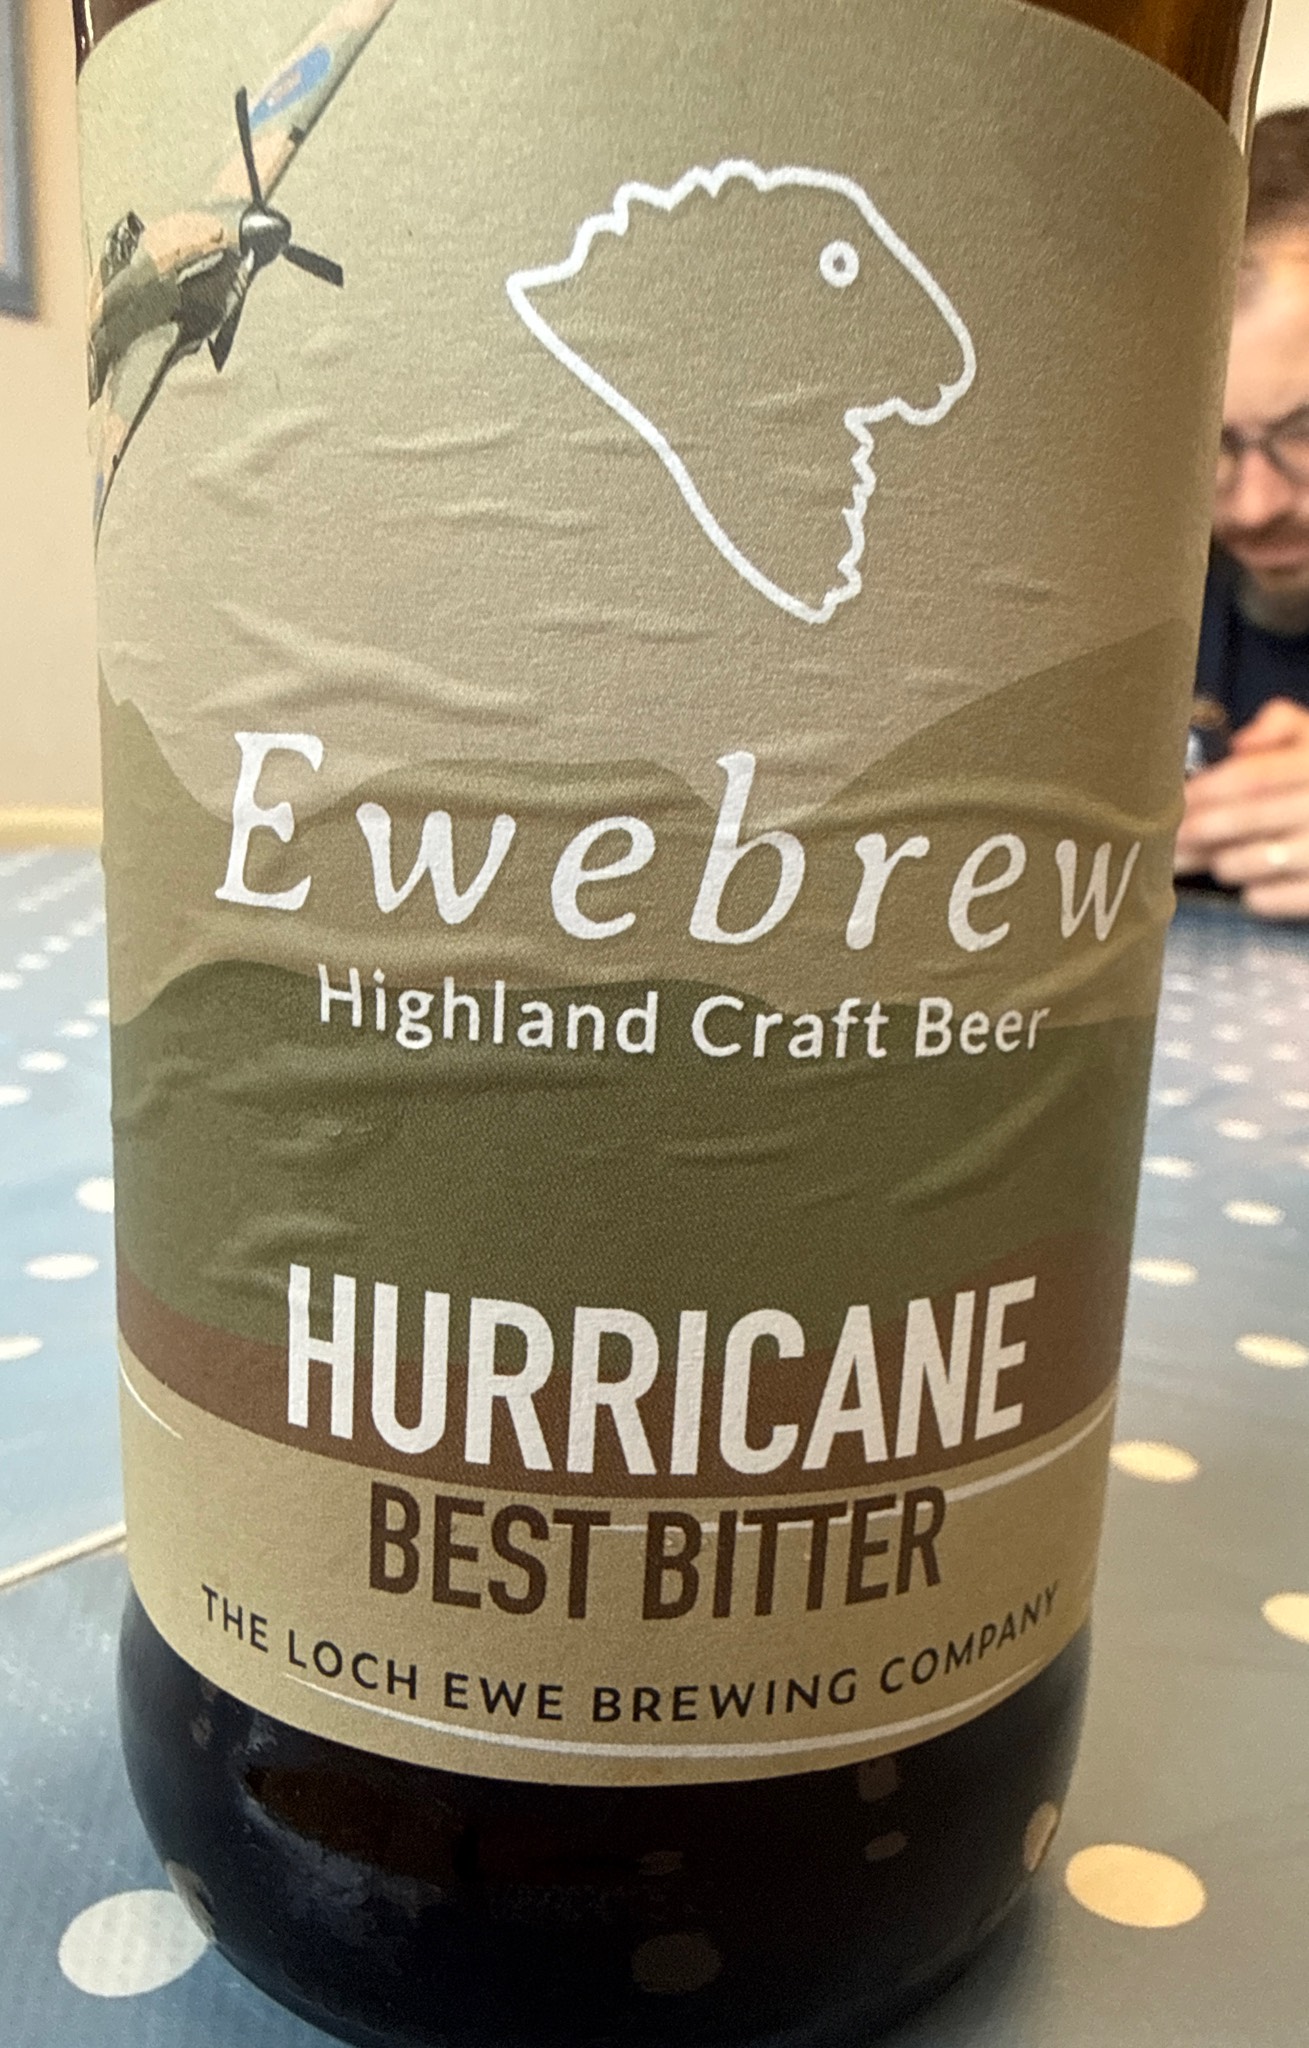 Ewebrew
Highland Craft Beer
HURRICANE
BEST BITTER
THE LOCH EWE BREWING COMPANY